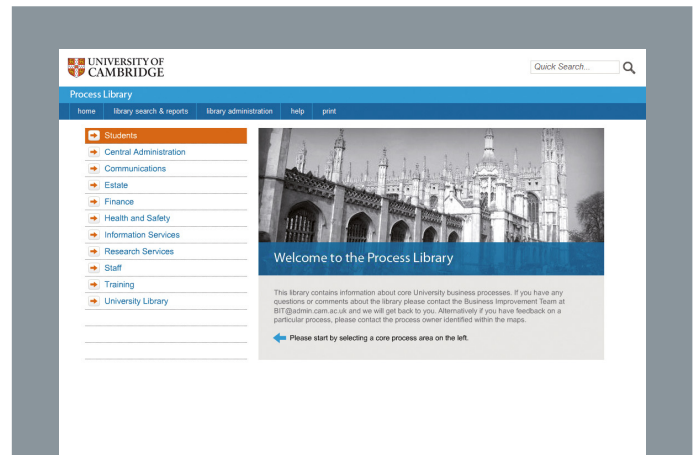 UNIVERSITY OF
CAMBRIDGE
Quick Search...
Process Library
home library search & reports library administration help print
Students
Central Administration
Communications
Estate
Finance
Health and Safety
Information Services
Research Services
Staff
Training
University Library
Welcome to the Process Library
This library contains information about core University business processes. If you have any
questions or comments about the library please contact the Business Improvement Team at
BIT@admin.cam.ac.uk and we will get back to you. Alternatively if you have feedback on a
particular process, please contact the process owner identified within the maps.
Please start by selecting a core process area on the left.